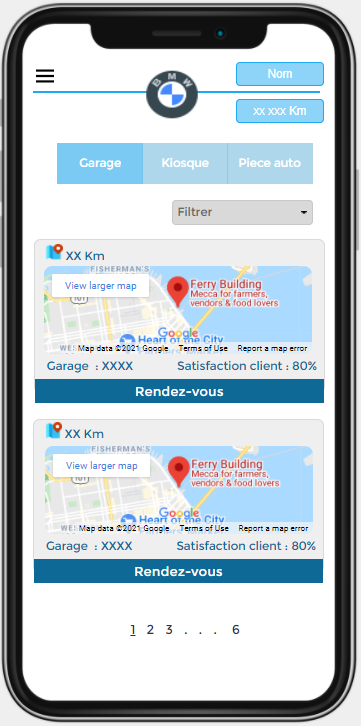 Nom
BMW
xx xxx Km
Garage Kiosque Piece auto
Filtrer
XX Km
FISHERMAN'S
View larger map
101
Ferry Building
Mecca for farmers,
vendors & food lovers
Google
Heart of the City
Map data ©2021 Google Terms of Use Report a map error
Garage : XXXX Satisfaction client : 80%
Rendez-vous
XX Km
FISHERMAN'S
View larger map
101
Ferry Building
Mecca for farmers,
vendors & food lovers
Google
Heart of the City
Map data ©2021 Google Terms of Use Report a map error
Garage : XXXX Satisfaction client : 80%
Rendez-vous
1 2 3 . . . 6